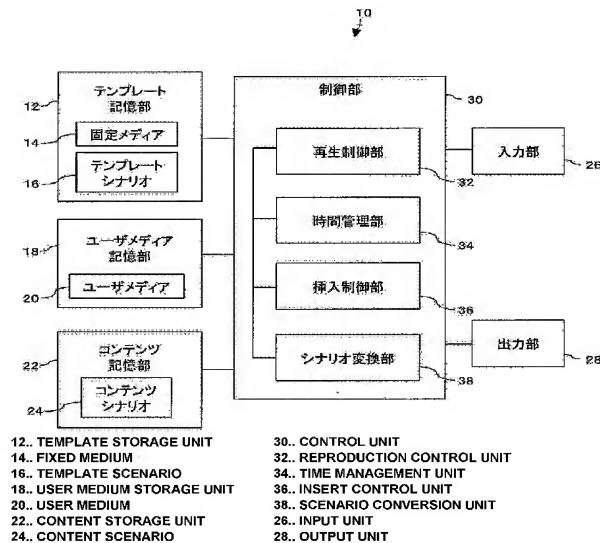 10
テンプレート
記憶部
12
固定メディア
14
テンプレート
シナリオ
16
ユーザメディア
記憶部
18
ユーザメディア
20
コンテンツ
記憶部
22
コンテンツ
シナリオ
24
制御部
30
再生制御部
32
時間管理部
34
挿入制御部
36
シナリオ変換部
38
入力部
26
出力部
28
12.. TEMPLATE STORAGE UNIT
14.. FIXED MEDIUM
16.. TEMPLATE SCENARIO
18.. USER MEDIUM STORAGE UNIT
20.. USER MEDIUM
22.. CONTENT STORAGE UNIT
24.. CONTENT SCENARIO
30.. CONTROL UNIT
32.. REPRODUCTION CONTROL UNIT
34.. TIME MANAGEMENT UNIT
36.. INSERT CONTROL UNIT
38.. SCENARIO CONVERSION UNIT
26.. INPUT UNIT
28.. OUTPUT UNIT